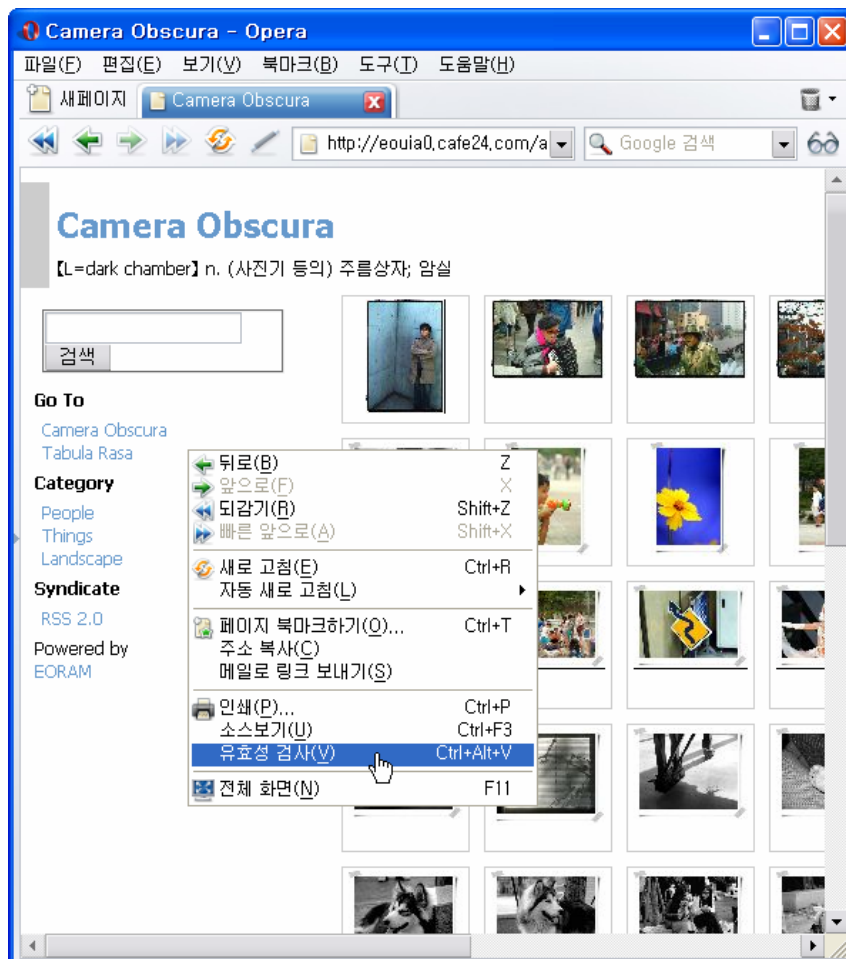 Camera Obscura - Opera
파일(F) 편집(E) 보기(V) 북마크(B) 도구(T) 도움말(H)
새페이지 Camera Obscura
http://eouia0.cafe24.com/a Google 검색
Camera Obscura
【L=dark chamber】 n. (사진기 등의) 주름상자; 암실
검색
Go To
Camera Obscura
Tabula Rasa
Category
People
Things
Landscape
Syndicate
RSS 2.0
Powered by
EORAM
뒤로(B) Z
앞으로(F) X
되감기(R) Shift+Z
빠른 앞으로(A) Shift+X
새로 고침(E) Ctrl+R
자동 새로 고침(L)
페이지 북마크하기(O)... Ctrl+T
주소 복사(C)
메일로 링크 보내기(S)
인쇄(P)... Ctrl+P
소스보기(U) Ctrl+F3
유효성 검사(V) Ctrl+Alt+V
전체 화면(N) F11